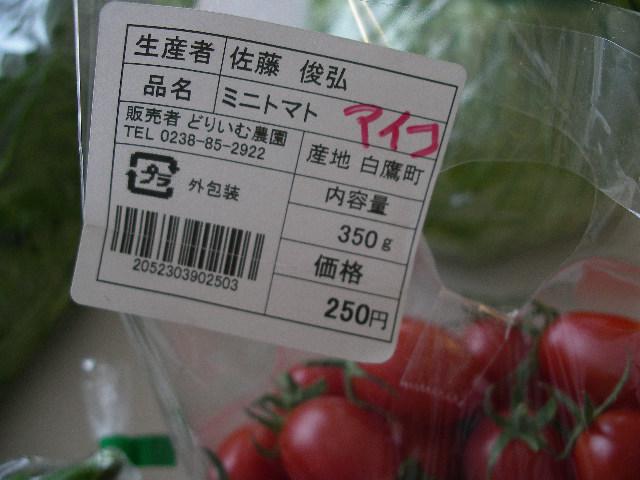 生産者 佐藤 俊弘
品名 ミニトマト アイコ
販売者 どりいむ農園
TEL 0238-85-2922
産地 白鷹町
プラ 外包装
内容量
350g
価格
250円
2052303902503